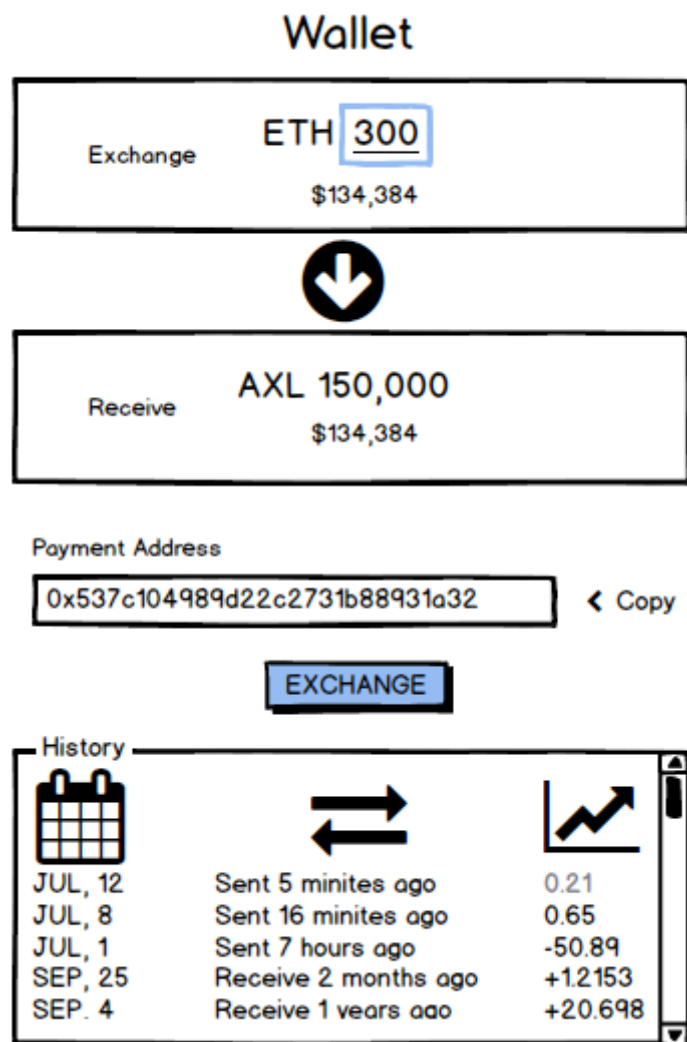 Wallet
Exchange
ETH 300
$134,384
Receive
AXL 150,000
$134,384
Payment Address
0x537c104989d22c2731b88931a32
Copy
EXCHANGE
History
JUL, 12 Sent 5 minites ago 0.21
JUL, 8 Sent 16 minites ago 0.65
JUL, 1 Sent 7 hours ago -50.89
SEP, 25 Receive 2 months ago +1.2153
SEP. 4 Receive 1 years ago +20.698